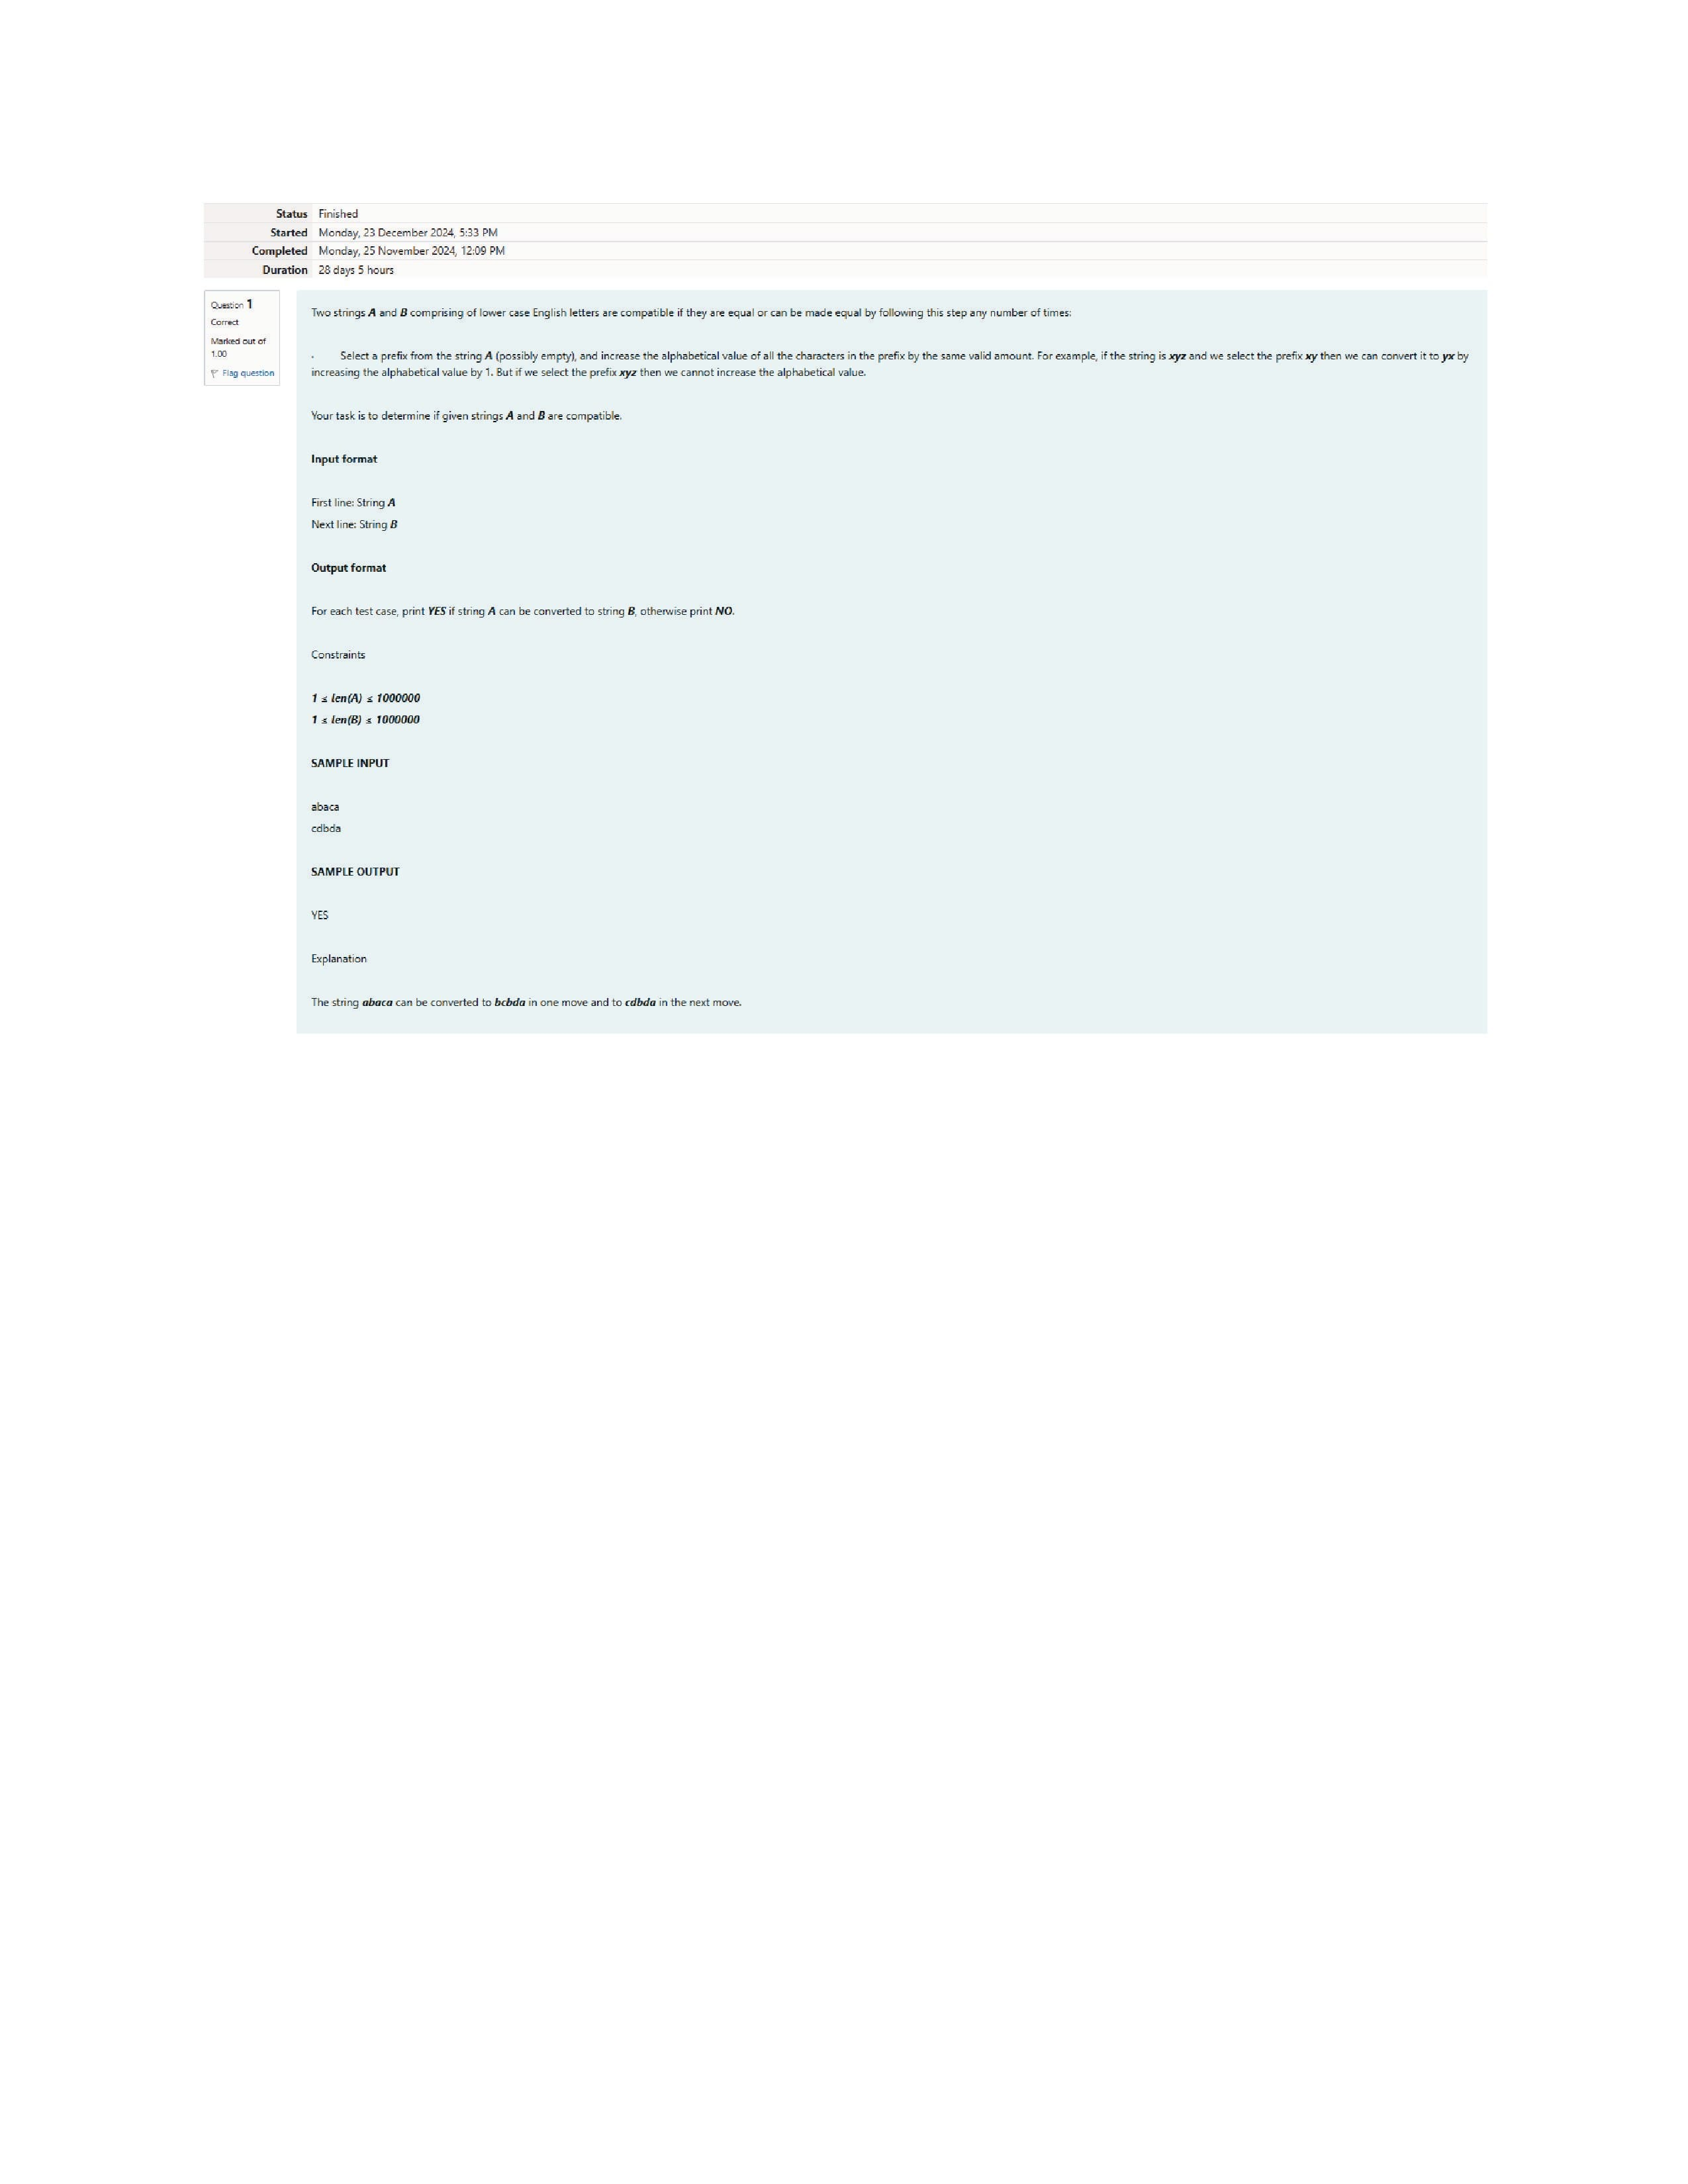 Status Finished
Started Monday, 23 December 2024, 5:33 PM
Completed Monday, 25 November 2024, 12:09 PM
Duration 28 days 5 hours
Question 1
Correct
Marked out of
1.00
Flag question
Two strings A and B comprising of lower case English letters are compatible if they are equal or can be made equal by following this step any number of times:
· Select a prefix from the string A (possibly empty), and increase the alphabetical value of all the characters in the prefix by the same valid amount. For example, if the string is xyz and we select the prefix xy then we can convert it to yx by
increasing the alphabetical value by 1. But if we select the prefix xyz then we cannot increase the alphabetical value.
Your task is to determine if given strings A and B are compatible.
Input format
First line: String A
Next line: String B
Output format
For each test case, print YES if string A can be converted to string B, otherwise print NO.
Constraints
1 ≤ len(A) ≤ 1000000
1 ≤ len(B) ≤ 1000000
SAMPLE INPUT
abaca
cdbda
SAMPLE OUTPUT
YES
Explanation
The string abaca can be converted to bcbda in one move and to cdbda in the next move.